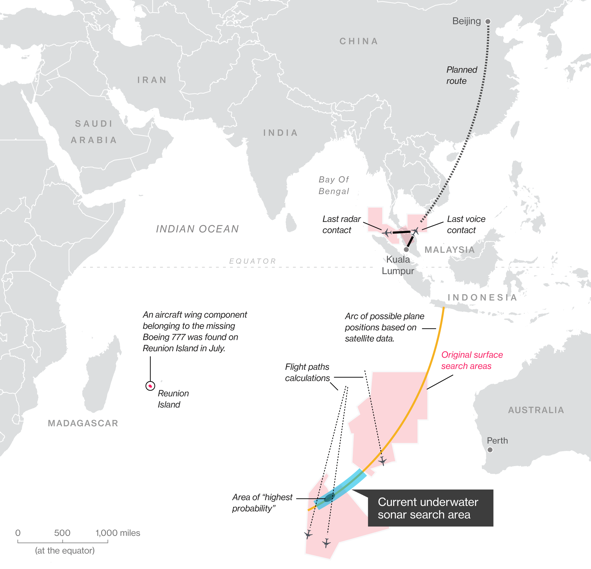 Beijing
CHINA
Planned
route
IRAN
SAUDI
ARABIA
INDIA
Bay Of
Bengal
Last radar
contact
Last voice
contact
INDIAN OCEAN
MALAYSIA
Kuala
Lumpur
EQUATOR
INDONESIA
An aircraft wing component
belonging to the missing
Boeing 777 was found on
Reunion Island in July.
Arc of possible plane
positions based on
satellite data.
Original surface
search areas
Flight paths
calculations
Reunion
Island
MADAGASCAR
AUSTRALIA
Perth
Area of “highest
probability”
Current underwater
sonar search area
0 500 1,000 miles
(at the equator)